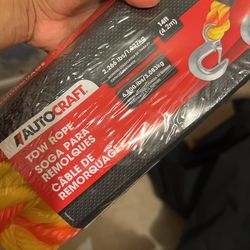 AUTOCRAFT
TOW ROPE
SOGA PARA
REMOLQUES
CÂBLE DE
REMORQUAGE
14ft
(4.2m)